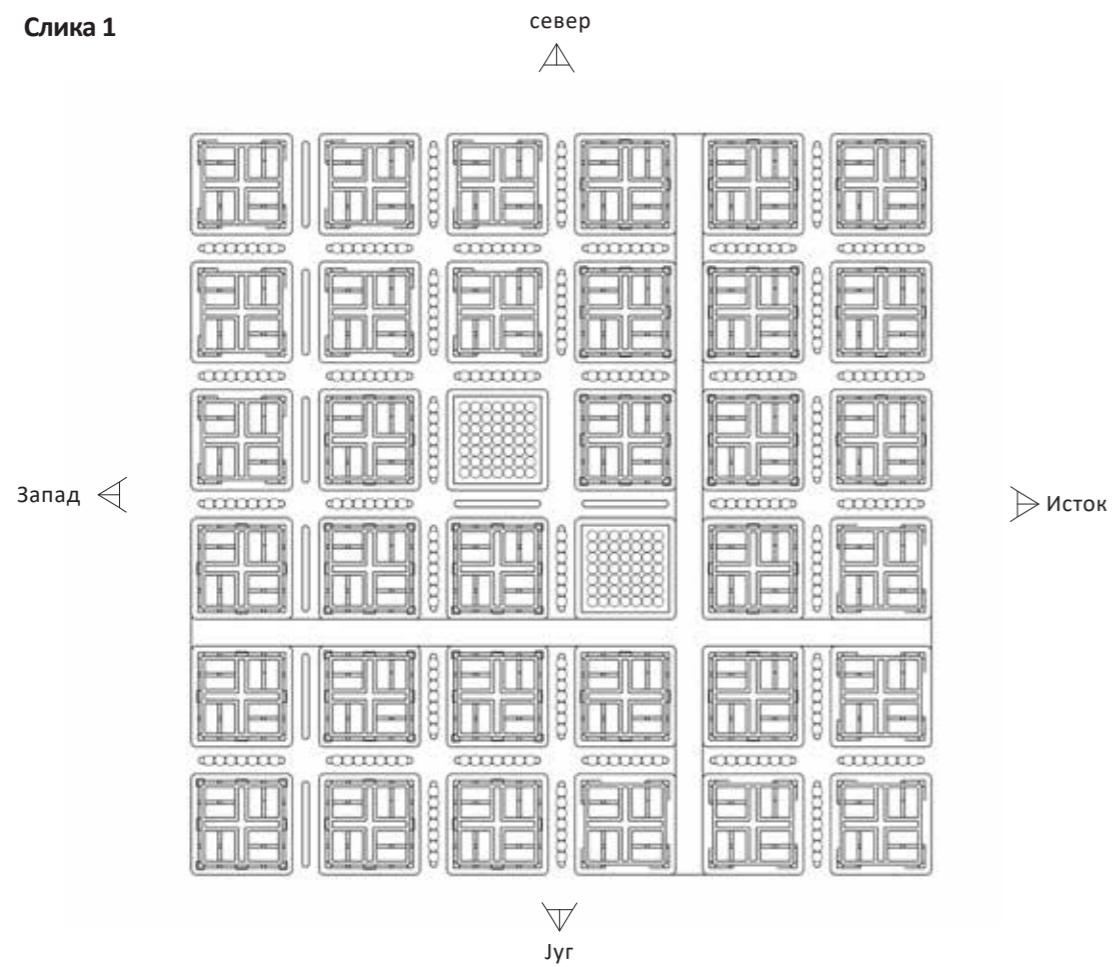 Слика 1
север
Запад
Исток
Југ